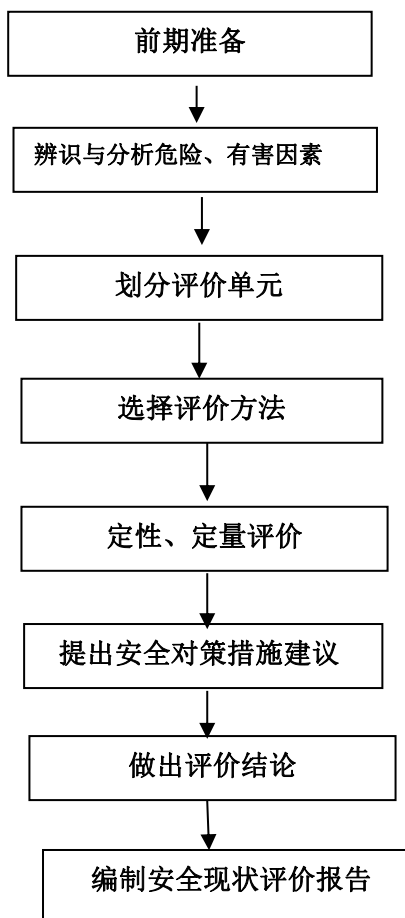 前期准备
辨识与分析危险、有害因素
划分评价单元
选择评价方法
定性、定量评价
提出安全对策措施建议
做出评价结论
编制安全现状评价报告